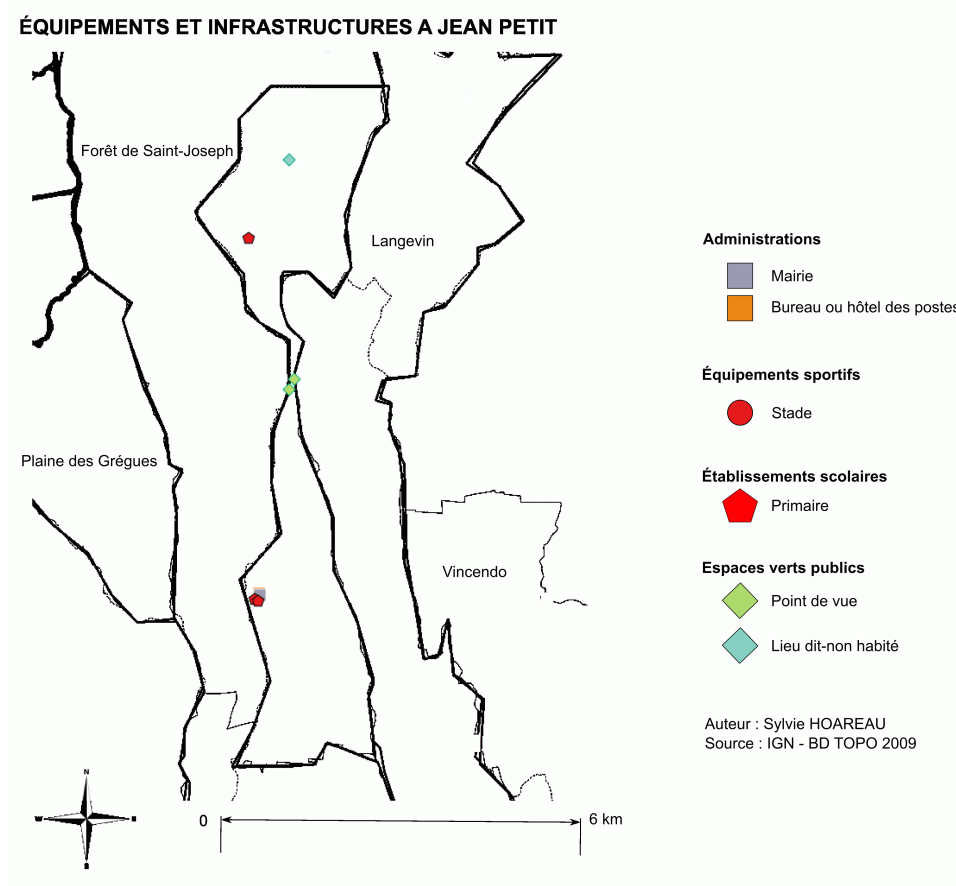 ÉQUIPEMENTS ET INFRASTRUCTURES A JEAN PETIT
Forêt de Saint-Joseph
Langevin
Plaine des Grégues
Vincendo
Administrations
Mairie
Bureau ou hôtel des postes
Équipements sportifs
Stade
Établissements scolaires
Primaire
Espaces verts publics
Point de vue
Lieu dit-non habité
Auteur : Sylvie HOAREAU
Source : IGN - BD TOPO 2009
N
0
6 km